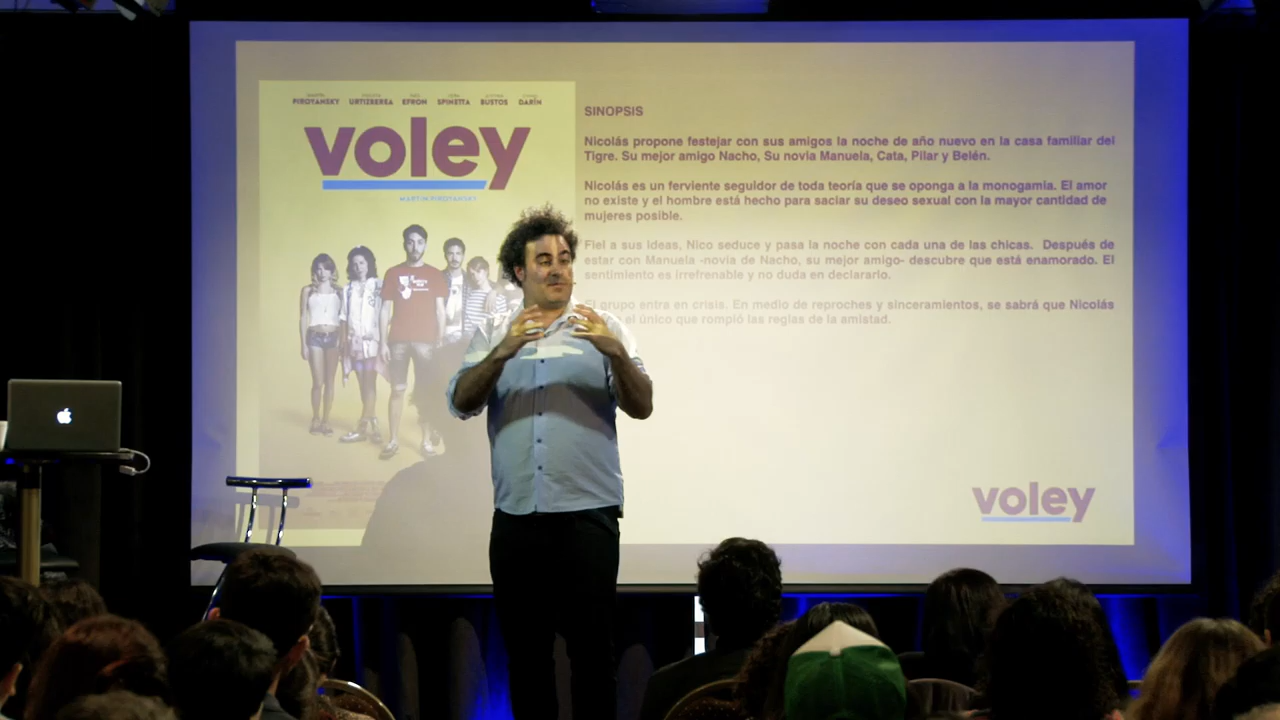 PIROYANSKY URTIZBEREA EFRON SPINETTA BUSTOS DARÍN
voley
MARTIN PIROYANSKY
SINOPSIS
Nicolás propone festejar con sus amigos la noche de año nuevo en la casa familiar del
Tigre. Su mejor amigo Nacho, Su novia Manuela, Cata, Pilar y Belén.
Nicolás es un ferviente seguidor de toda teoría que se oponga a la monogamia. El amor
no existe y el hombre está hecho para saciar su deseo sexual con la mayor cantidad de
mujeres posible.
Fiel a sus ideas, Nico seduce y pasa la noche con cada una de las chicas. Después de
estar con Manuela -novia de Nacho, su mejor amigo- descubre que está enamorado. El
sentimiento es irrefrenable y no duda en declararlo.
El grupo entra en crisis. En medio de reproches y sinceramientos, se sabrá que Nicolás
el único que rompió las reglas de la amistad.
voley